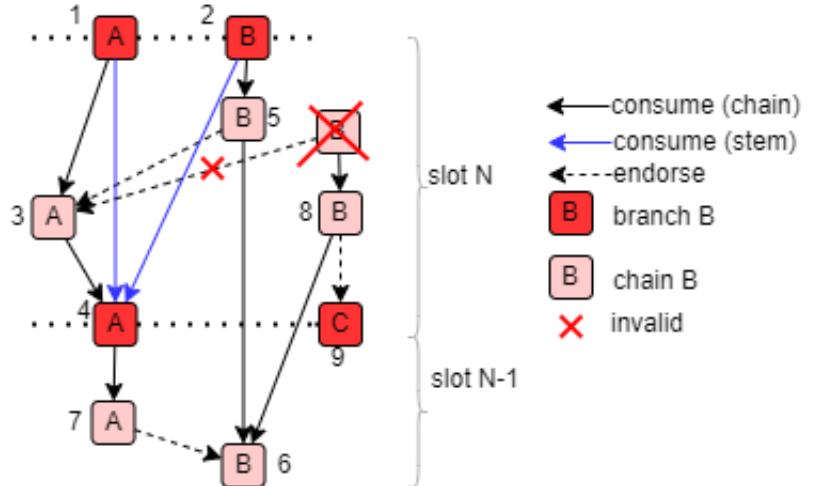 1 A 2 B
B 5 B
consume (chain)
consume (stem)
endorse
slot N
3 A 8 B
B branch B
B chain B
4 A C
9
invalid
slot N-1
7 A
B 6